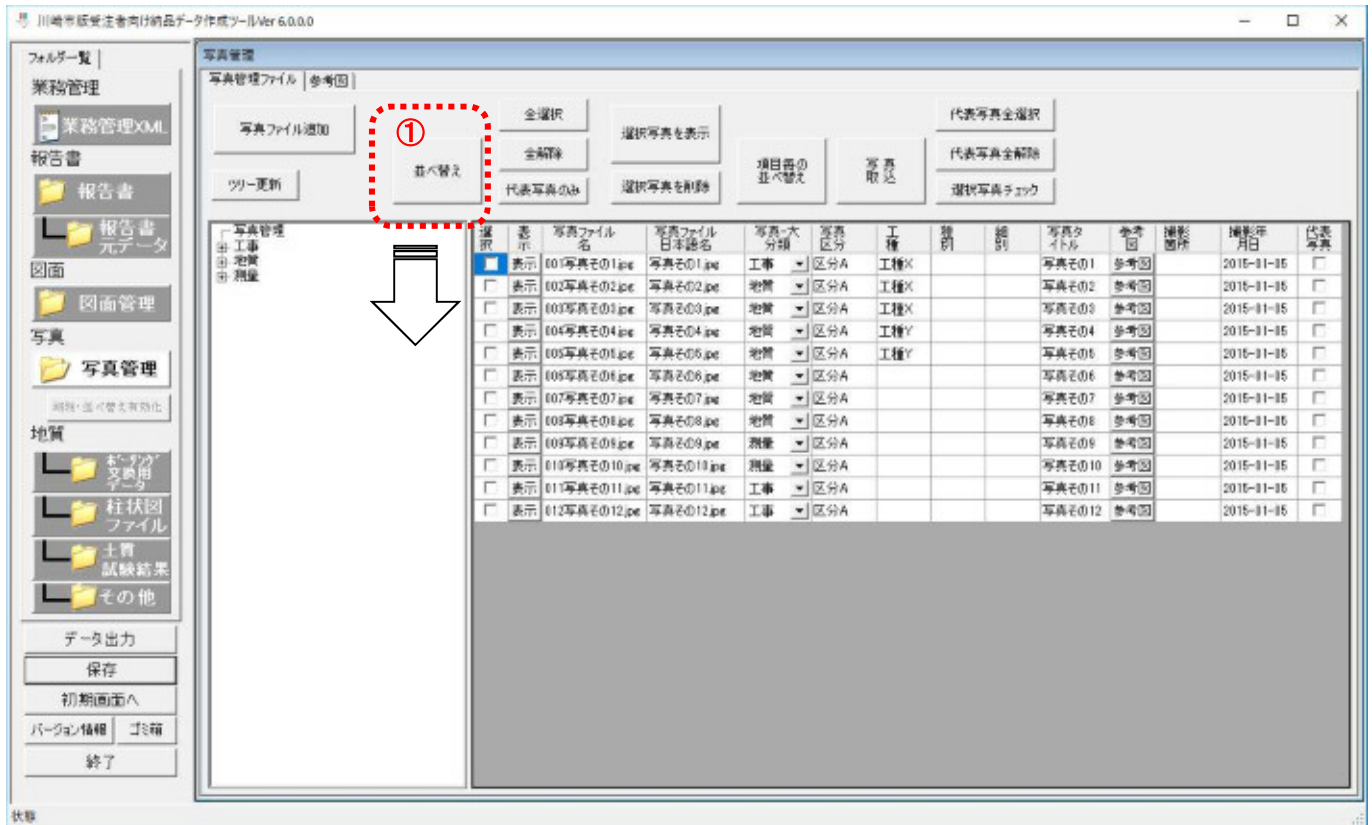 川崎市版受注者向け納品データ作成ツールVer 6.0.0.0
フォルダ一覧
業務管理
業務管理XML
報告書
報告書
報告書
元データ
図面
図面管理
写真
写真管理
削除・並べ替え有効化
地質
ボーリング
交換用
データ
柱状図
ファイル
土質
試験結果
その他
データ出力
保存
初期画面へ
バージョン情報 ゴミ箱
終了
状態
写真管理
写真管理ファイル 参考図
写真ファイル追加
ツリー更新
①
並べ替え
全選択
全解除
代表写真のみ
選択写真を表示
選択写真を削除
項目毎の
並べ替え
写真
取込
代表写真全選択
代表写真全解除
選択写真チェック
写真管理
工事
地質
測量
選択 表示 写真ファイル名 写真ファイル日本語名 写真-大分類 写真区分 工種 種別 細別 写真タイトル 参考図 撮影箇所 撮影年月日 代表写真
表示 001写真その1.jpg 写真その1.jpg 工事 区分A 工種X 写真その1 参考図 2015-01-05
表示 002写真その2.jpg 写真その2.jpg 地質 区分A 工種X 写真その2 参考図 2015-01-05
表示 003写真その3.jpg 写真その3.jpg 地質 区分A 工種X 写真その3 参考図 2015-01-05
表示 004写真その4.jpg 写真その4.jpg 地質 区分A 工種Y 写真その4 参考図 2015-01-05
表示 005写真その5.jpg 写真その5.jpg 地質 区分A 工種Y 写真その5 参考図 2015-01-05
表示 006写真その6.jpg 写真その6.jpg 地質 区分A 写真その6 参考図 2015-01-05
表示 007写真その7.jpg 写真その7.jpg 地質 区分A 写真その7 参考図 2015-01-05
表示 008写真その8.jpg 写真その8.jpg 地質 区分A 写真その8 参考図 2015-01-05
表示 009写真その9.jpg 写真その9.jpg 測量 区分A 写真その9 参考図 2015-01-05
表示 010写真その10.jpg 写真その10.jpg 測量 区分A 写真その10 参考図 2015-01-05
表示 011写真その11.jpg 写真その11.jpg 工事 区分A 写真その11 参考図 2015-01-05
表示 012写真その12.jpg 写真その12.jpg 工事 区分A 写真その12 参考図 2015-01-05